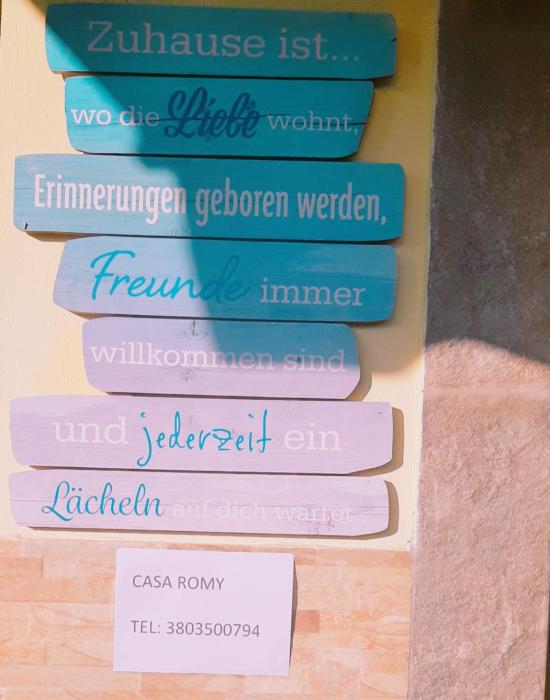 Zuhause ist...
wo die Liebe wohnt,
Erinnerungen geboren werden,
Freunde immer
willkommen sind
und jederzeit ein
Lächeln auf dich wartet.
CASA ROMY
TEL: 3803500794